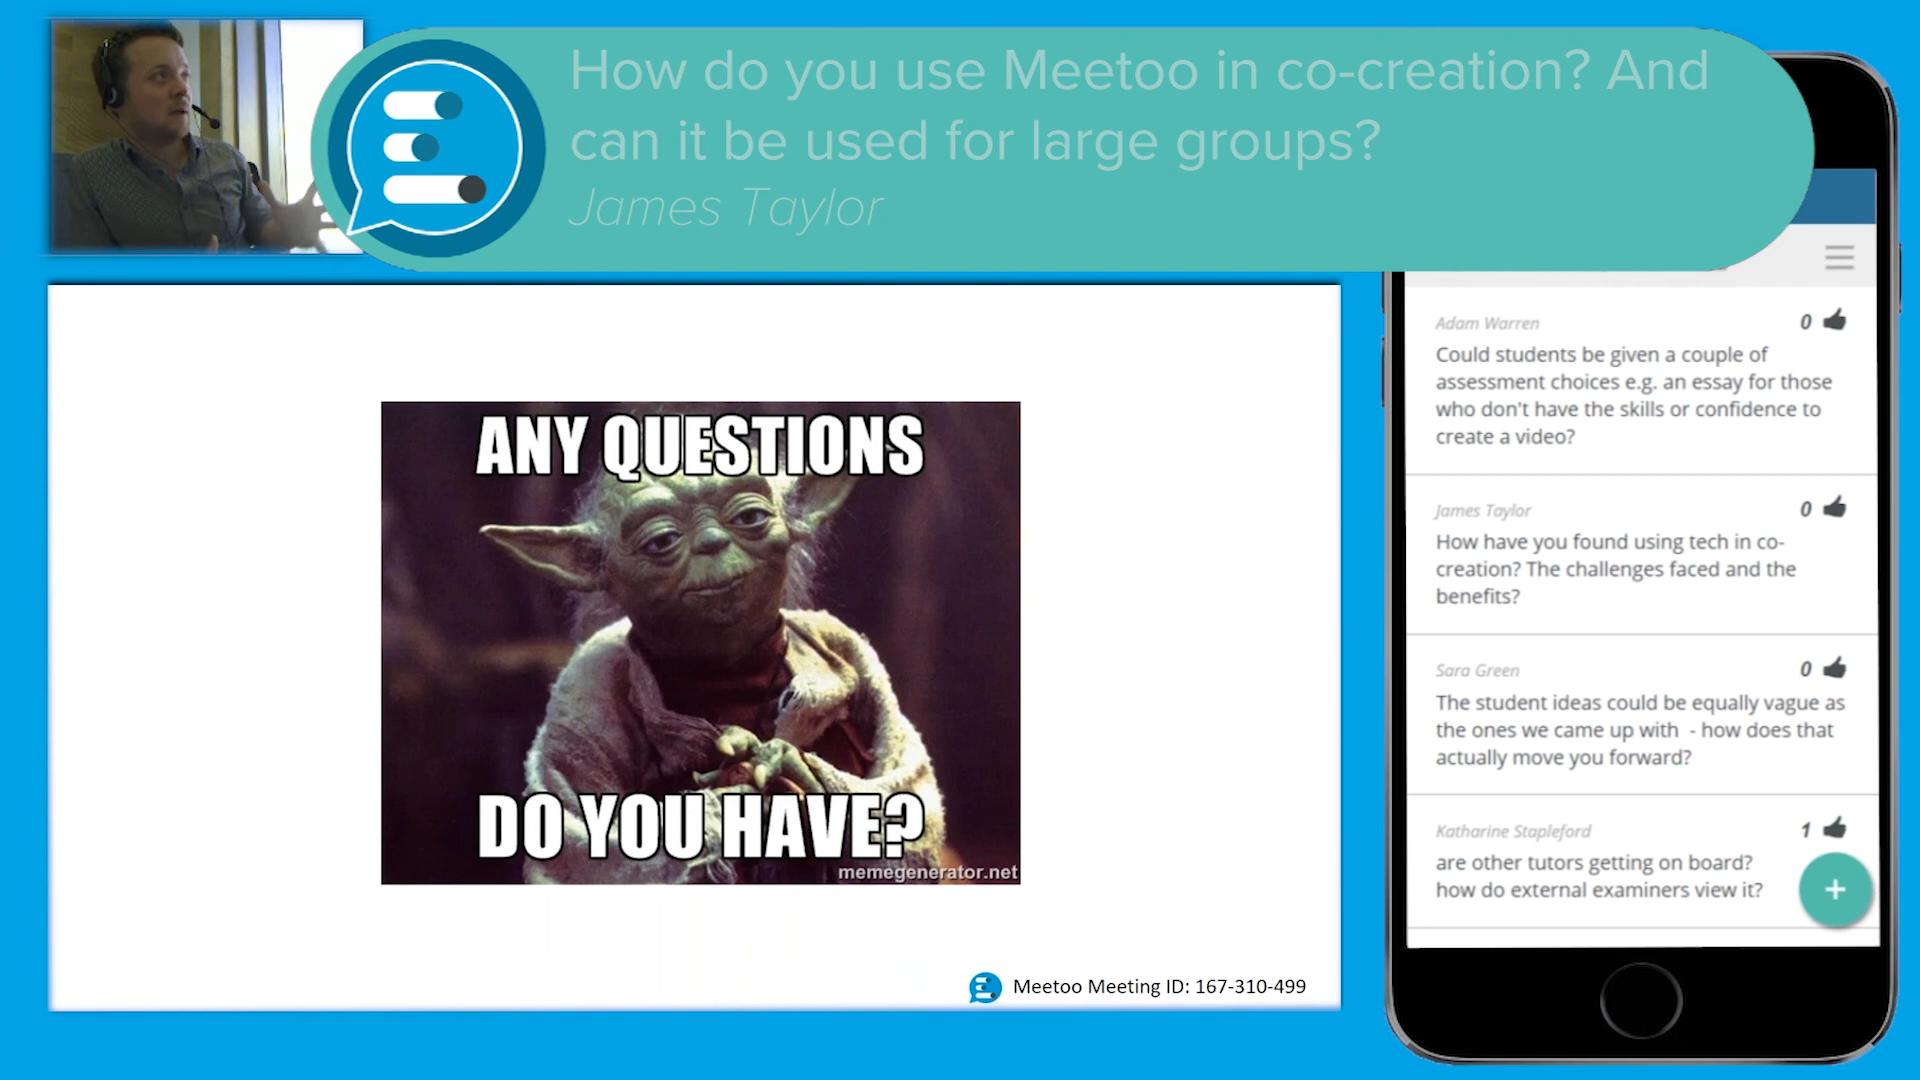 How do you use Meetoo in co-creation? And
can it be used for large groups?
James Taylor
ANY QUESTIONS
DO YOU HAVE?
memegenerator.net
Meetoo Meeting ID: 167-310-499
Adam Warren
0
Could students be given a couple of
assessment choices e.g. an essay for those
who don't have the skills or confidence to
create a video?
James Taylor
0
How have you found using tech in co-
creation? The challenges faced and the
benefits?
Sara Green
0
The student ideas could be equally vague as
the ones we came up with - how does that
actually move you forward?
Katharine Stapleford
1
are other tutors getting on board?
how do external examiners view it?
+